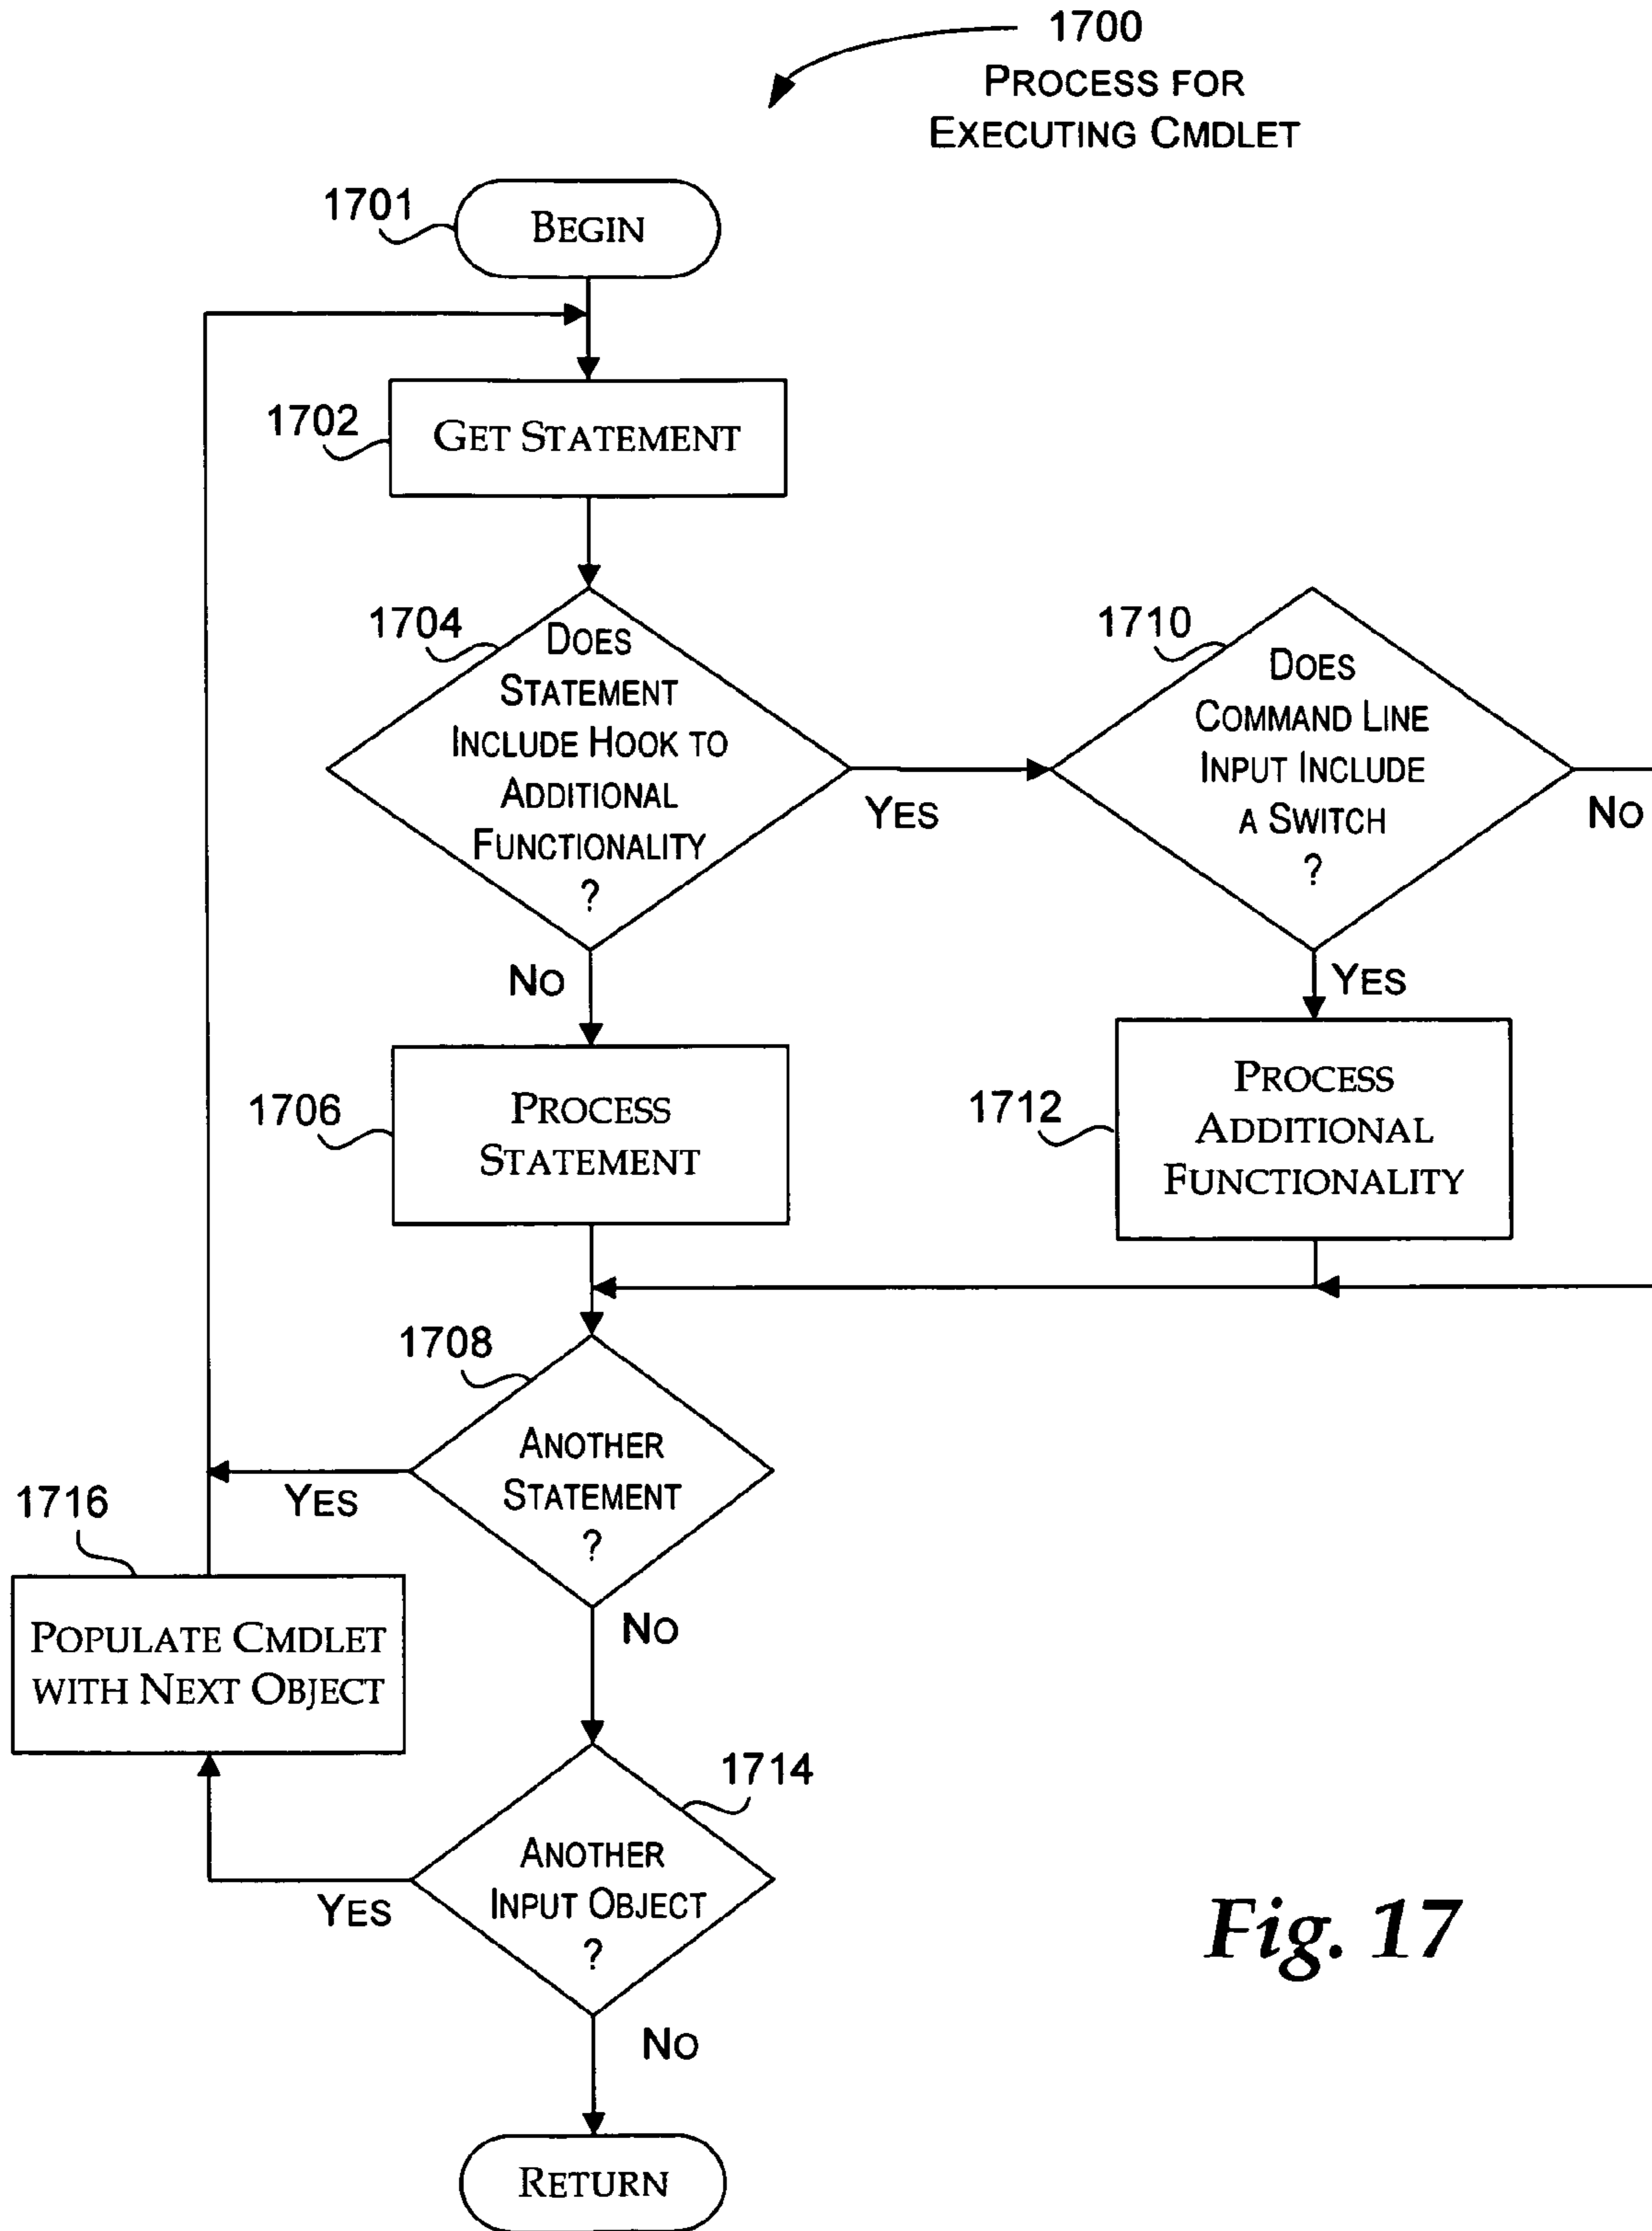 1700
PROCESS FOR
EXECUTING CMDLET
1701
BEGIN
1702
GET STATEMENT
1704
DOES
STATEMENT
INCLUDE HOOK TO
ADDITIONAL
FUNCTIONALITY
?
YES
NO
1710
DOES
COMMAND LINE
INPUT INCLUDE
A SWITCH
?
NO
YES
1706
PROCESS
STATEMENT
1712
PROCESS
ADDITIONAL
FUNCTIONALITY
1708
ANOTHER
STATEMENT
?
YES
NO
1716
POPULATE CMDLET
WITH NEXT OBJECT
1714
ANOTHER
INPUT OBJECT
?
YES
NO
RETURN
Fig. 17